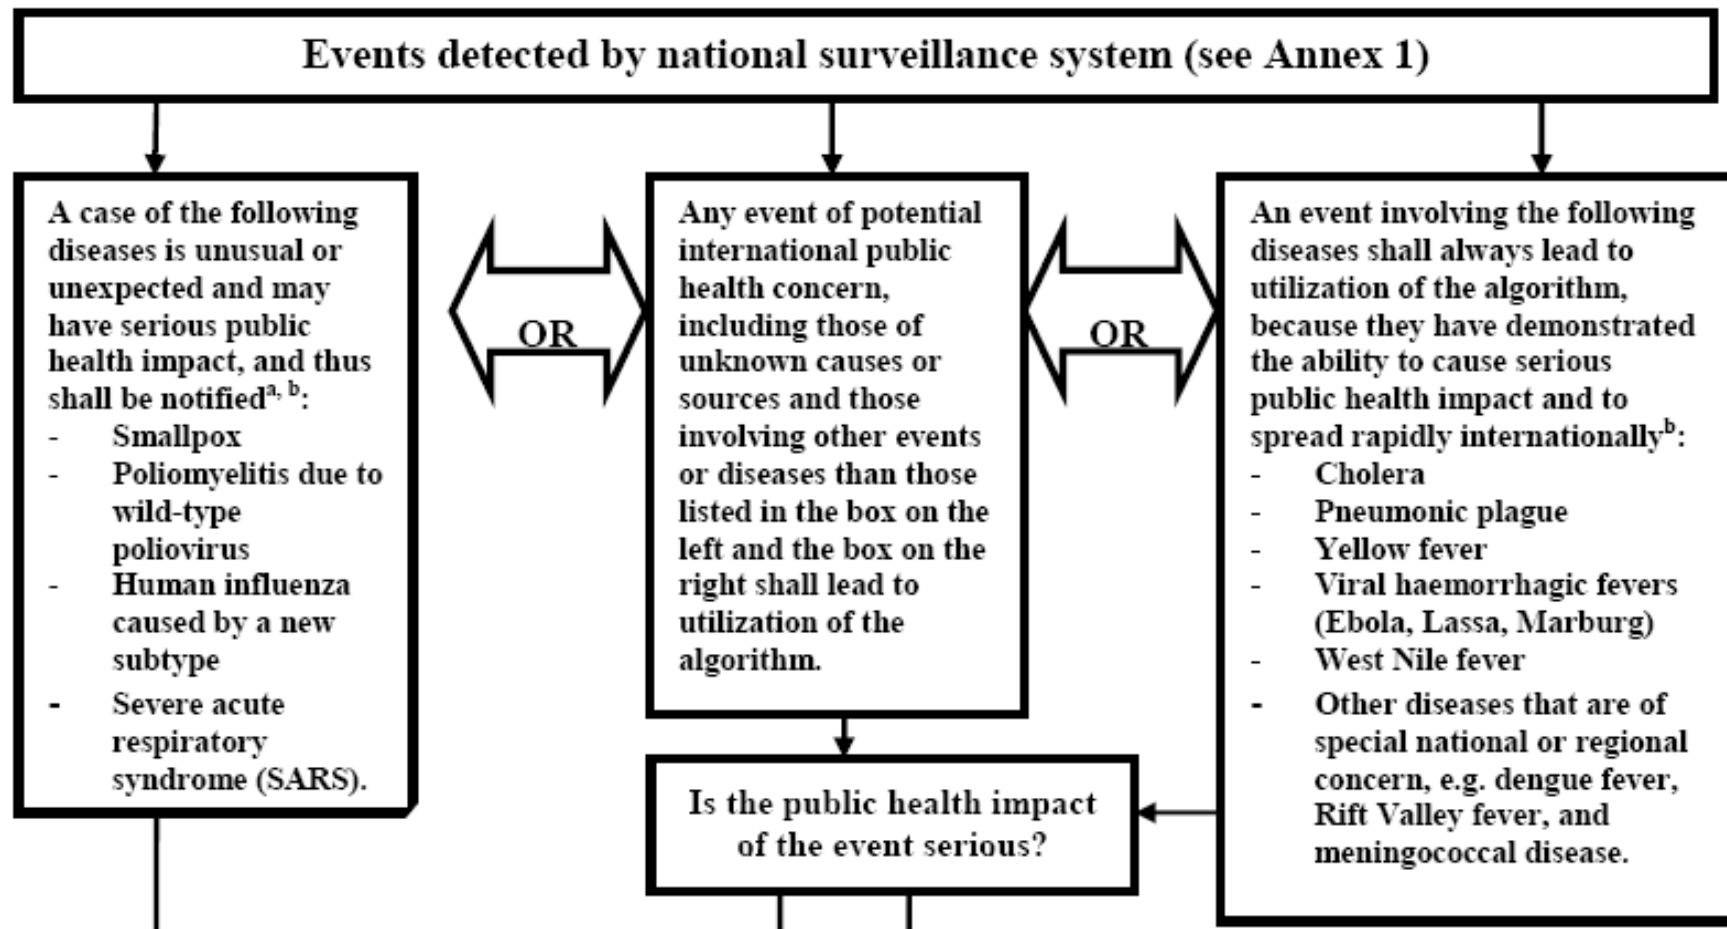 Events detected by national surveillance system (see Annex 1)
A case of the following
diseases is unusual or
unexpected and may
have serious public
health impact, and thus
shall be notifiedᵃ, ᵇ:
- Smallpox
- Poliomyelitis due to
wild-type
poliovirus
- Human influenza
caused by a new
subtype
- Severe acute
respiratory
syndrome (SARS).
OR
Any event of potential
international public
health concern,
including those of
unknown causes or
sources and those
involving other events
or diseases than those
listed in the box on the
left and the box on the
right shall lead to
utilization of the
algorithm.
OR
An event involving the following
diseases shall always lead to
utilization of the algorithm,
because they have demonstrated
the ability to cause serious
public health impact and to
spread rapidly internationallyᵇ:
- Cholera
- Pneumonic plague
- Yellow fever
- Viral haemorrhagic fevers
(Ebola, Lassa, Marburg)
- West Nile fever
- Other diseases that are of
special national or regional
concern, e.g. dengue fever,
Rift Valley fever, and
meningococcal disease.
Is the public health impact
of the event serious?